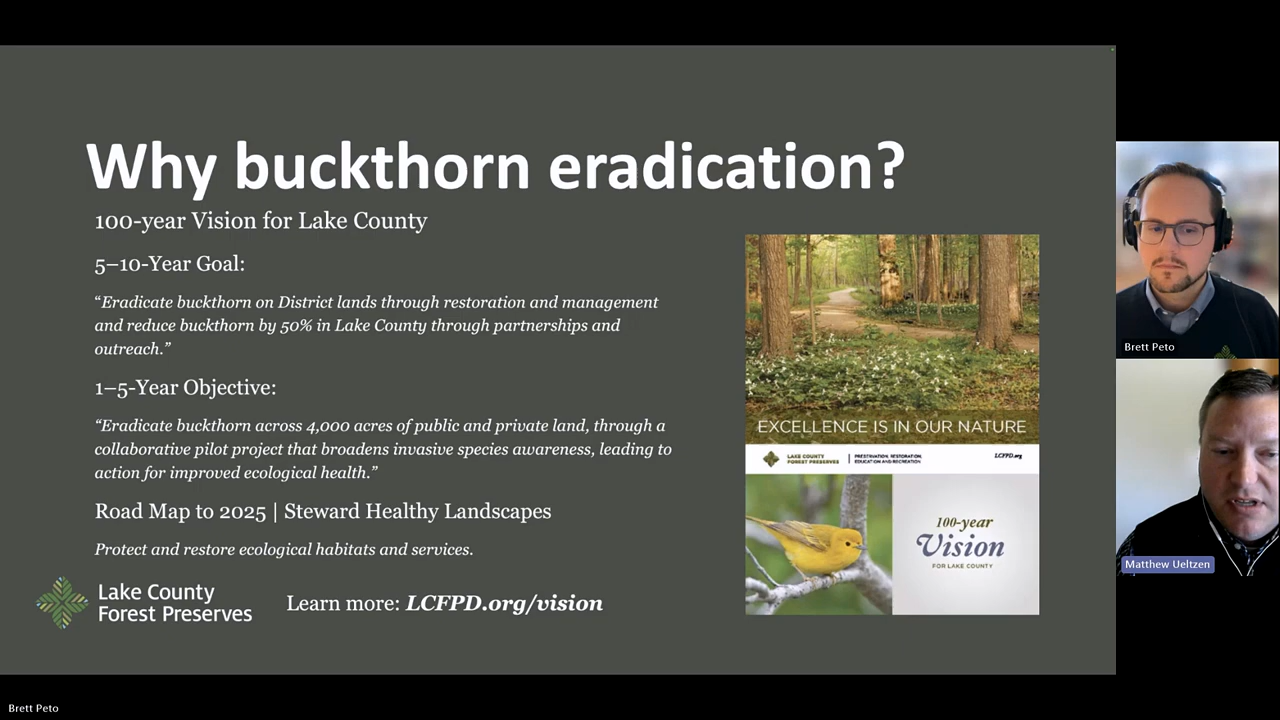 Why buckthorn eradication?
100-year Vision for Lake County
5–10-Year Goal:
“Eradicate buckthorn on District lands through restoration and management
and reduce buckthorn by 50% in Lake County through partnerships and
outreach.”
1–5-Year Objective:
“Eradicate buckthorn across 4,000 acres of public and private land, through a
collaborative pilot project that broadens invasive species awareness, leading to
action for improved ecological health.”
Road Map to 2025 | Steward Healthy Landscapes
Protect and restore ecological habitats and services.
Lake County
Forest Preserves
Learn more: LCFPD.org/vision
EXCELLENCE IS IN OUR NATURE
LAKE COUNTY
FOREST PRESERVES
PRESERVATION, RESTORATION,
EDUCATION AND RECREATION
LCFPD.org
100-year
Vision
FOR LAKE COUNTY
Brett Peto
Matthew Ueltzen
Brett Peto